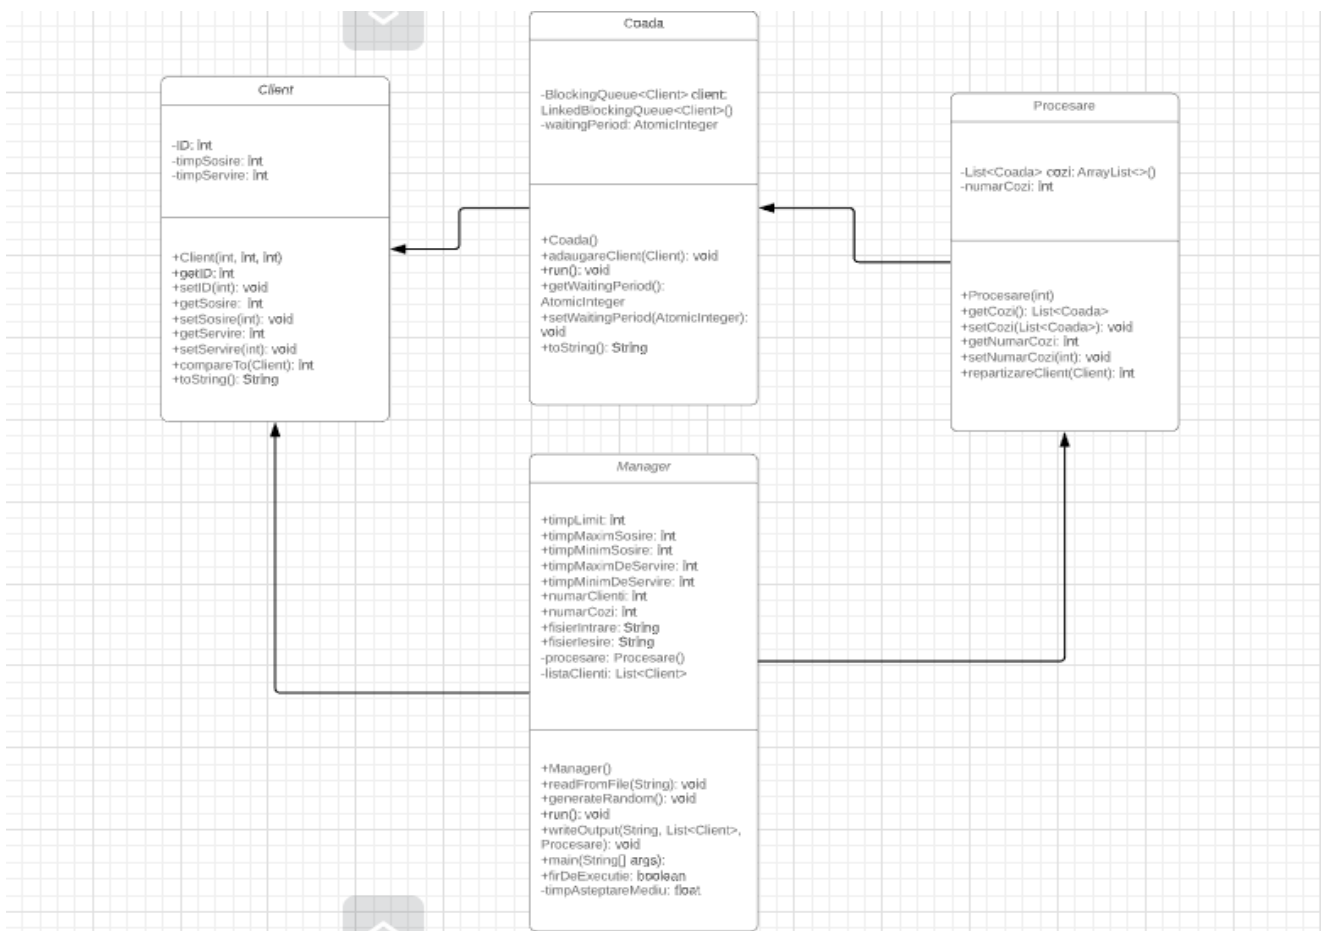 Client
-ID: int
-timpSosire: int
-timpServire: int
+Client(int, int, int)
+getID: int
+setID(int): void
+getSosire: int
+setSosire(int): void
+getServire: int
+setServire(int): void
+compareTo(Client): int
+toString(): String
Coada
-BlockingQueue<Client> client:
LinkedBlockingQueue<Client>()
-waitingPeriod: AtomicInteger
+Coada()
+adaugareClient(Client): void
+run(): void
+getWaitingPeriod():
AtomicInteger
+setWaitingPeriod(AtomicInteger):
void
+toString(): String
Procesare
-List<Coada> cozi: ArrayList<>()
-numarCozi: int
+Procesare(int)
+getCozi(): List<Coada>
+setCozi(List<Coada>): void
+getNumarCozi: int
+setNumarCozi(int): void
+repartizareClient(Client): int
Manager
+timpLimit: int
+timpMaximSosire: int
+timpMinimSosire: int
+timpMaximDeServire: int
+timpMinimDeServire: int
+numarClienti: int
+numarCozi: int
+fisierIntrare: String
+fisierIesire: String
-procesare: Procesare()
-listaClienti: List<Client>
+Manager()
+readFromFile(String): void
+generateRandom(): void
+run(): void
+writeOutput(String, List<Client>,
Procesare): void
+main(String[] args):
+firDeExecutie: boolean
-timpAsteptareMediu: float